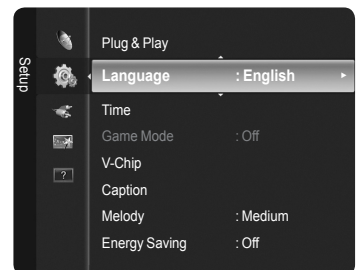 Setup
Plug & Play
Language : English
Time
Game Mode : Off
V-Chip
Caption
Melody : Medium
Energy Saving : Off
?